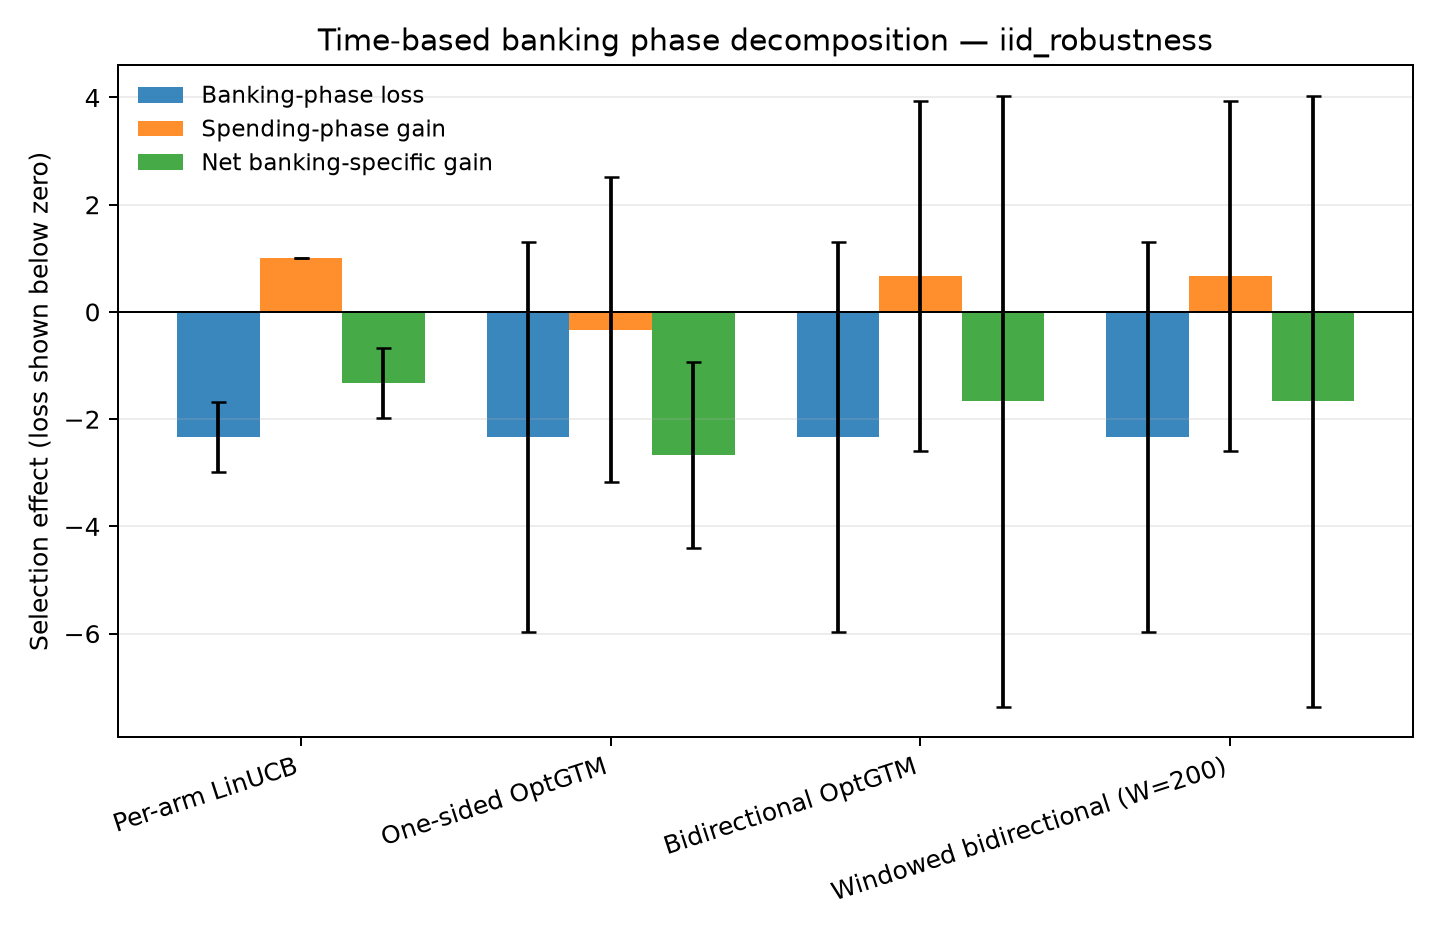 Time-based banking phase decomposition — iid_robustness
Banking-phase loss
Spending-phase gain
Net banking-specific gain
Selection effect (loss shown below zero)
4
2
0
−2
−4
−6
Per-arm LinUCB
One-sided OptGTM
Bidirectional OptGTM
Windowed bidirectional (W=200)